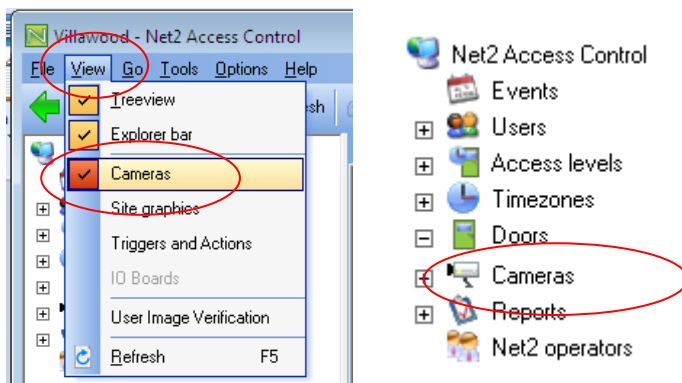 Villawood - Net2 Access Control
File View Go Tools Options Help
Treeview
Explorer bar
Cameras
Site graphics
Triggers and Actions
IO Boards
User Image Verification
Refresh F5
Net2 Access Control
Events
Users
Access levels
Timezones
Doors
Cameras
Reports
Net2 operators